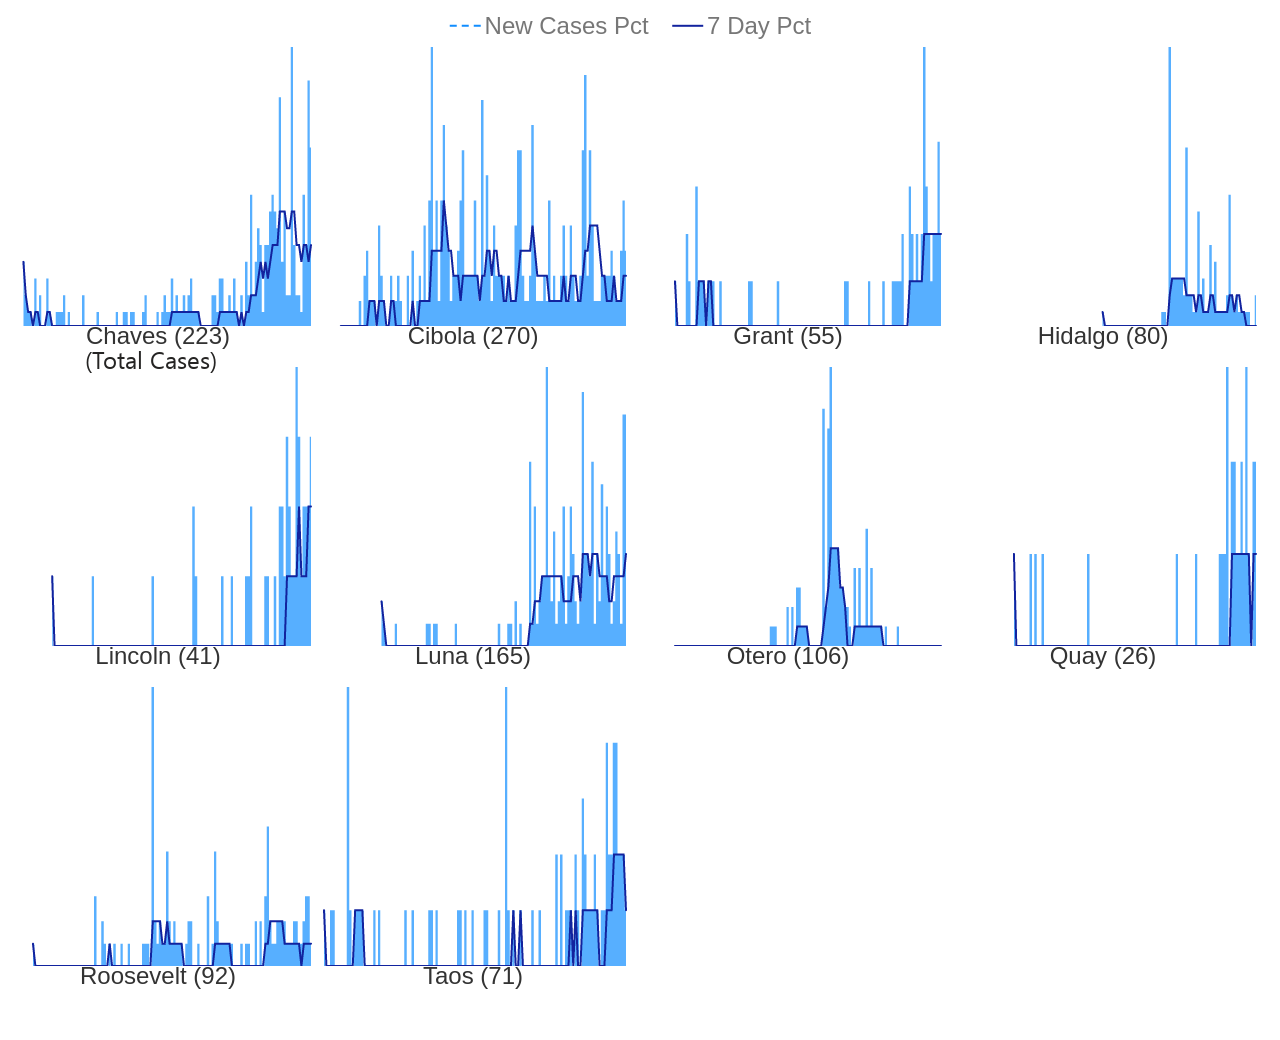 New Cases Pct 7 Day Pct
Chaves (223) Cibola (270) Grant (55) Hidalgo (80)
(Total Cases)
Lincoln (41) Luna (165) Otero (106) Quay (26)
Roosevelt (92) Taos (71)